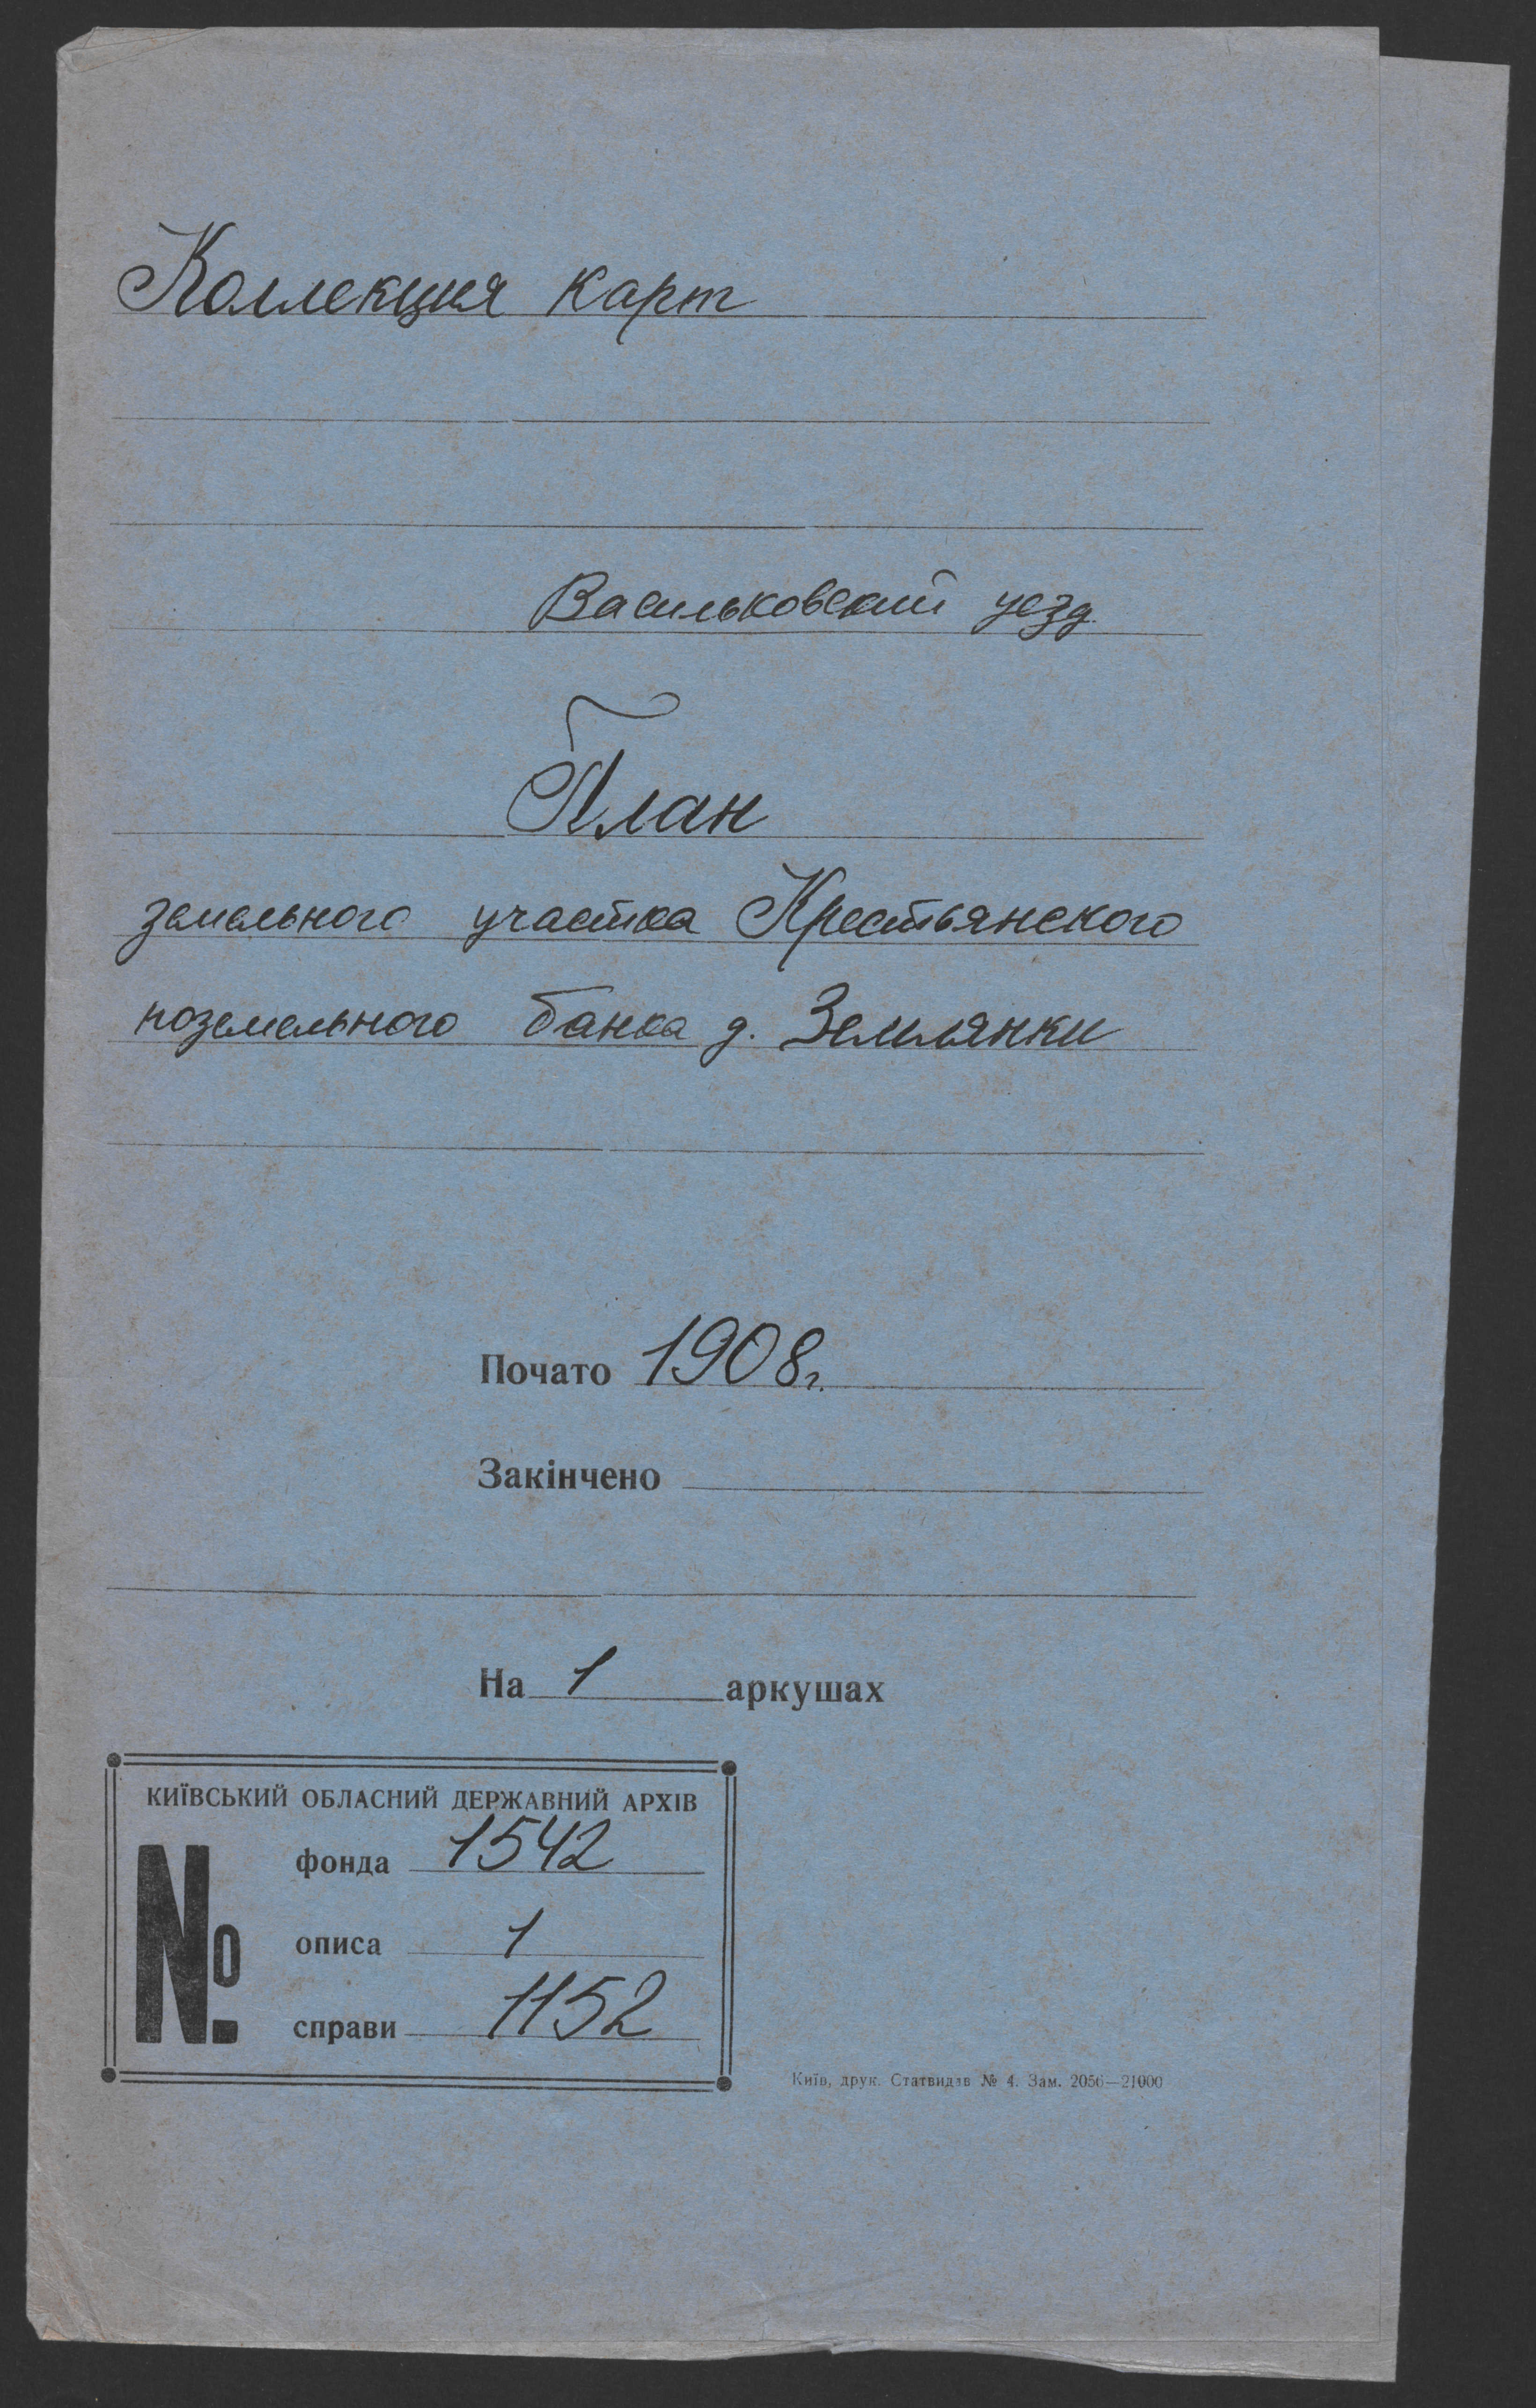 Коллекция карт
Васильковский уезд
План
земельного участка Крестьянского
поземельного банка д. Землянки
Почато 1908 г.
Закінчено
На 1 аркушах
КИЇВСЬКИЙ ОБЛАСНИЙ ДЕРЖАВНИЙ АРХІВ
№
фонда 1542
описа 1
справи 1152
Київ, друк. Статвидав № 4. Зам. 2056—21000